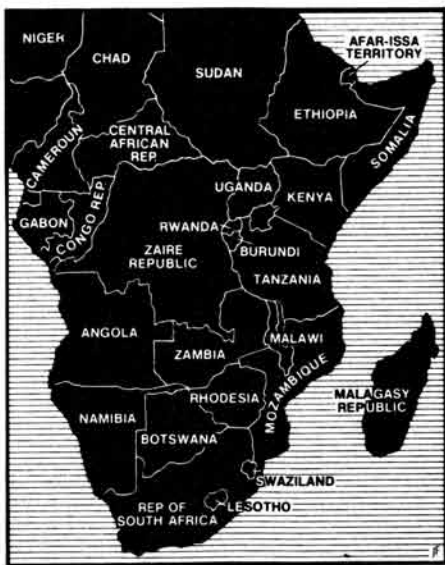 NIGER
CHAD
SUDAN
AFAR-ISSA
TERRITORY
ETHIOPIA
SOMALIA
CAMEROUN
CENTRAL
AFRICAN
REP.
UGANDA
KENYA
GABON
CONGO REP.
RWANDA
ZAIRE
REPUBLIC
BURUNDI
TANZANIA
ANGOLA
MALAWI
ZAMBIA
MOZAMBIQUE
RHODESIA
MALAGASY
REPUBLIC
NAMIBIA
BOTSWANA
SWAZILAND
LESOTHO
REP OF
SOUTH AFRICA